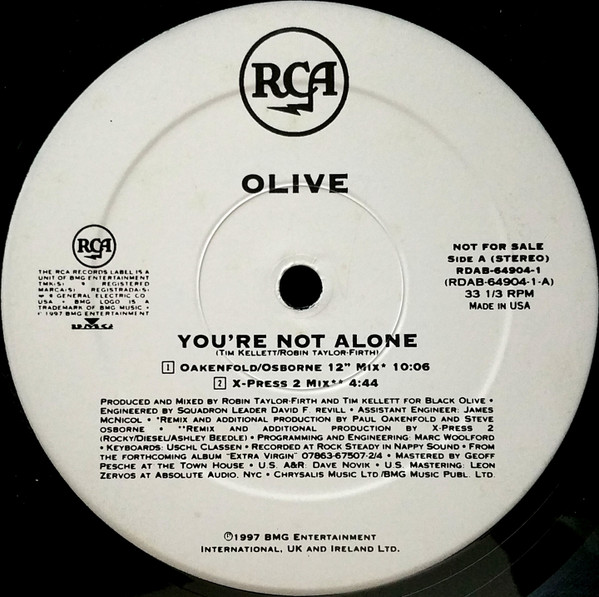 RCA
OLIVE
RCA
THE RCA RECORDS LABEL IS A
UNIT OF BMG ENTERTAINMENT
TMK(S) ® REGISTERED
MARCA(S) REGISTRADA(S)
GENERAL ELECTRIC CO.
USA • BMG LOGO IS A
TRADEMARK OF BMG MUSIC •
℗ 1997 BMG ENTERTAINMENT
BMG
NOT FOR SALE
SIDE A (STEREO)
RDAB-64904-1
(RDAB-64904-1-A)
33 1/3 RPM
MADE IN USA
YOU'RE NOT ALONE
(TIM KELLETT/ROBIN TAYLOR-FIRTH)
1 OAKENFOLD/OSBORNE 12" MIX* 10:06
2 X-PRESS 2 MIX** 4:44
PRODUCED AND MIXED BY ROBIN TAYLOR-FIRTH AND TIM KELLETT FOR BLACK OLIVE •
ENGINEERED BY SQUADRON LEADER DAVID F. REVILL • ASSISTANT ENGINEER: JAMES
MCNICOL • *REMIX AND ADDITIONAL PRODUCTION BY PAUL OAKENFOLD AND STEVE
OSBORNE • **REMIX AND ADDITIONAL PRODUCTION BY X-PRESS 2
(ROCKY/DIESEL/ASHLEY BEEDLE) • PROGRAMMING AND ENGINEERING: MARC WOOLFORD
• KEYBOARDS: USCHL CLASSEN • RECORDED AT ROCK STEADY IN NAPPY SOUND • FROM
THE FORTHCOMING ALBUM "EXTRA VIRGIN" 07863-67507-2/4 • MASTERED BY GEOFF
PESCHE AT THE TOWN HOUSE • U.S. A&R: DAVE NOVIK • U.S. MASTERING: LEON
ZERVOS AT ABSOLUTE AUDIO, NYC • CHRYSALIS MUSIC LTD/BMG MUSIC PUBL. LTD.
℗1997 BMG ENTERTAINMENT
INTERNATIONAL, UK AND IRELAND LTD.